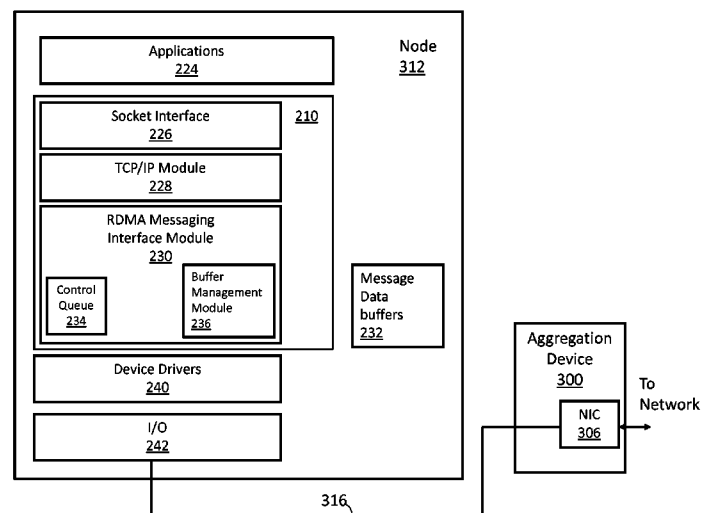 Applications
224
Node
312
Socket Interface
226
210
TCP/IP Module
228
RDMA Messaging
Interface Module
230
Control
Queue
234
Buffer
Management
Module
236
Message
Data
buffers
232
Device Drivers
240
I/O
242
Aggregation
Device
300
NIC
306
To
Network
316